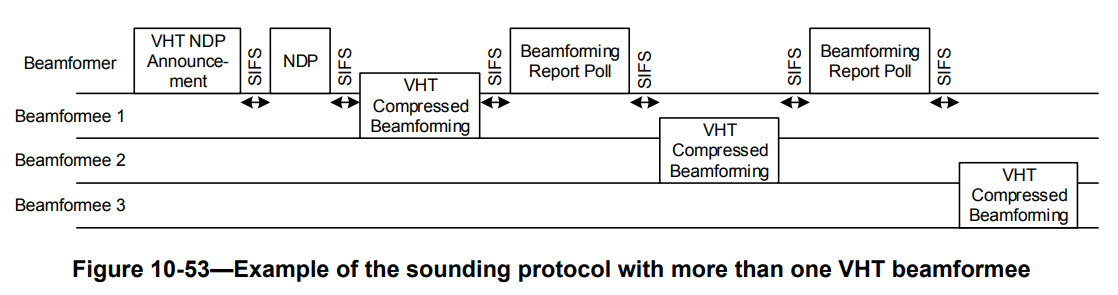 Beamformer
VHT NDP
Announce-
ment
SIFS
NDP
SIFS
VHT
Compressed
Beamforming
SIFS
Beamforming
Report Poll
SIFS
VHT
Compressed
Beamforming
SIFS
Beamforming
Report Poll
SIFS
VHT
Compressed
Beamforming
Beamformee 1
Beamformee 2
Beamformee 3
Figure 10-53—Example of the sounding protocol with more than one VHT beamformee